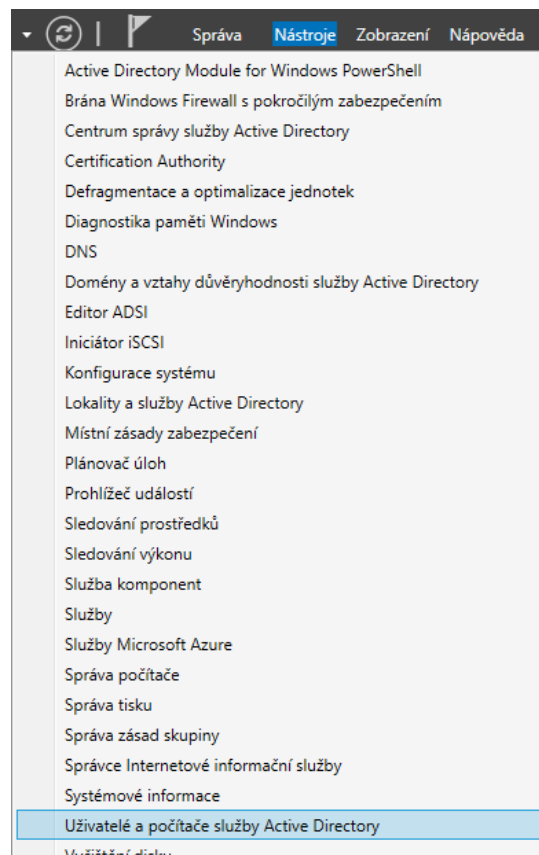 Správa Nástroje Zobrazení Nápověda
Active Directory Module for Windows PowerShell
Brána Windows Firewall s pokročilým zabezpečením
Centrum správy služby Active Directory
Certification Authority
Defragmentace a optimalizace jednotek
Diagnostika paměti Windows
DNS
Domény a vztahy důvěryhodnosti služby Active Directory
Editor ADSI
Iniciátor iSCSI
Konfigurace systému
Lokality a služby Active Directory
Místní zásady zabezpečení
Plánovač úloh
Prohlížeč událostí
Sledování prostředků
Sledování výkonu
Služba komponent
Služby
Služby Microsoft Azure
Správa počítače
Správa tisku
Správa zásad skupiny
Správce Internetové informační služby
Systémové informace
Uživatelé a počítače služby Active Directory
Vyčištění disku